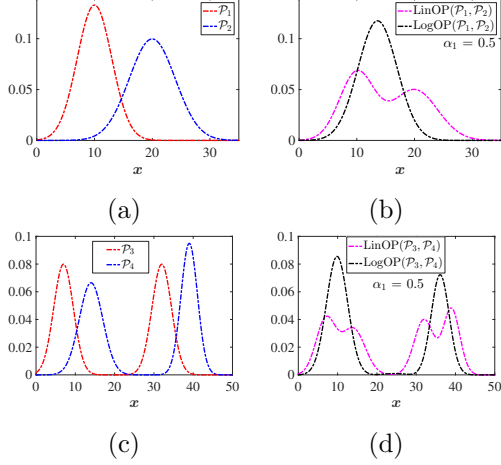 0.1
0.05
0
0 10 20 30
x
P₁
P₂
(a)
0.1
0.05
0
0 10 20 30
x
LinOP(P₁, P₂)
LogOP(P₁, P₂)
α₁ = 0.5
(b)
0.1
0.08
0.06
0.04
0.02
0
0 10 20 30 40 50
x
P₃
P₄
(c)
0.1
0.08
0.06
0.04
0.02
0
0 10 20 30 40 50
x
LinOP(P₃, P₄)
LogOP(P₃, P₄)
α₁ = 0.5
(d)